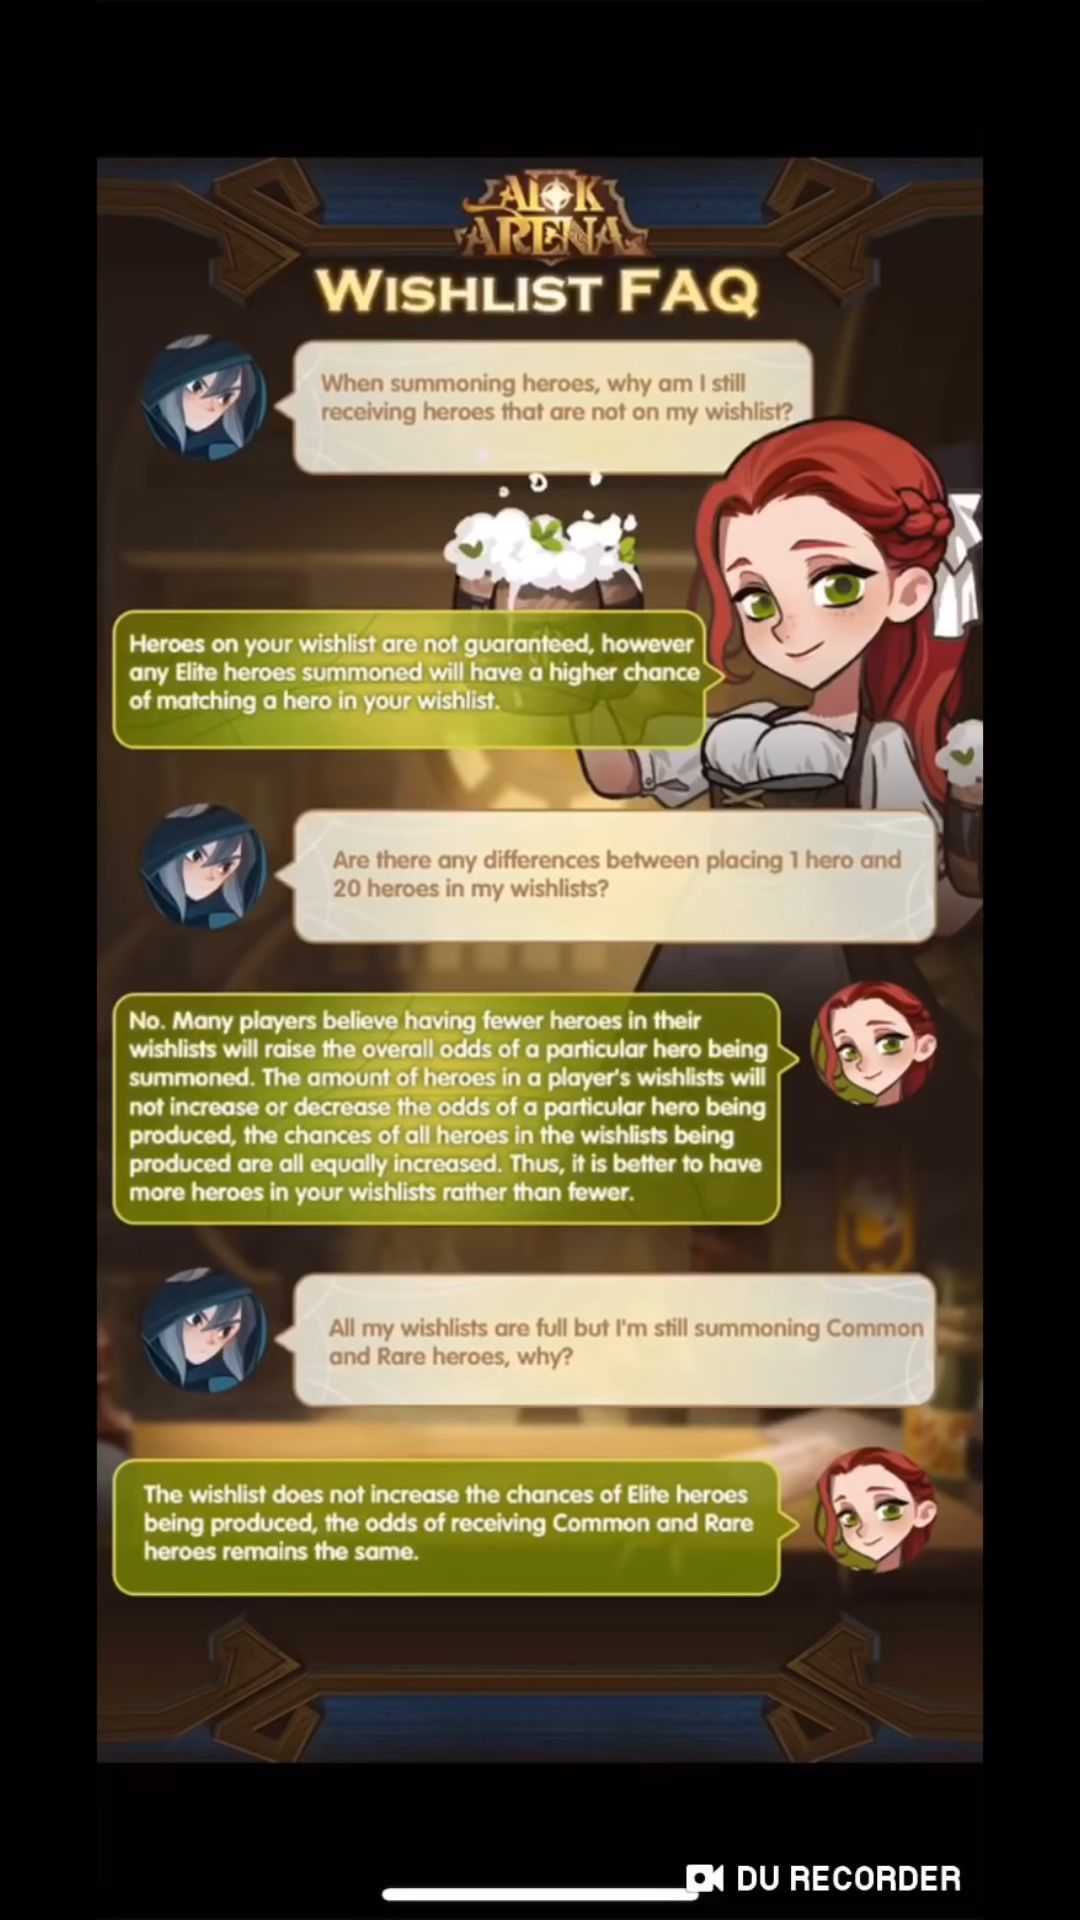 AFK
ARENA
WISHLIST FAQ
When summoning heroes, why am I still
receiving heroes that are not on my wishlist?
Heroes on your wishlist are not guaranteed, however
any Elite heroes summoned will have a higher chance
of matching a hero in your wishlist.
Are there any differences between placing 1 hero and
20 heroes in my wishlists?
No. Many players believe having fewer heroes in their
wishlists will raise the overall odds of a particular hero being
summoned. The amount of heroes in a player's wishlists will
not increase or decrease the odds of a particular hero being
produced, the chances of all heroes in the wishlists being
produced are all equally increased. Thus, it is better to have
more heroes in your wishlists rather than fewer.
All my wishlists are full but I'm still summoning Common
and Rare heroes, why?
The wishlist does not increase the chances of Elite heroes
being produced, the odds of receiving Common and Rare
heroes remains the same.
DU RECORDER